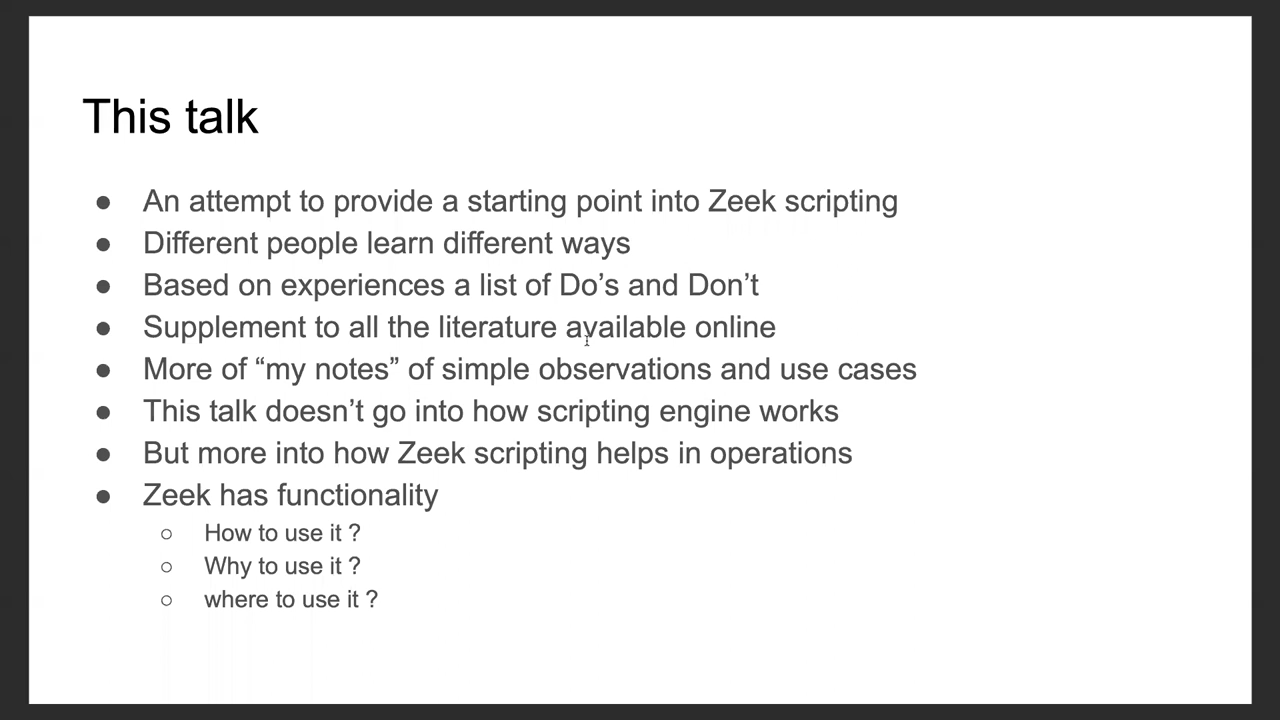 This talk
● An attempt to provide a starting point into Zeek scripting
● Different people learn different ways
● Based on experiences a list of Do’s and Don’t
● Supplement to all the literature available online
● More of “my notes” of simple observations and use cases
● This talk doesn’t go into how scripting engine works
● But more into how Zeek scripting helps in operations
● Zeek has functionality
○ How to use it ?
○ Why to use it ?
○ where to use it ?